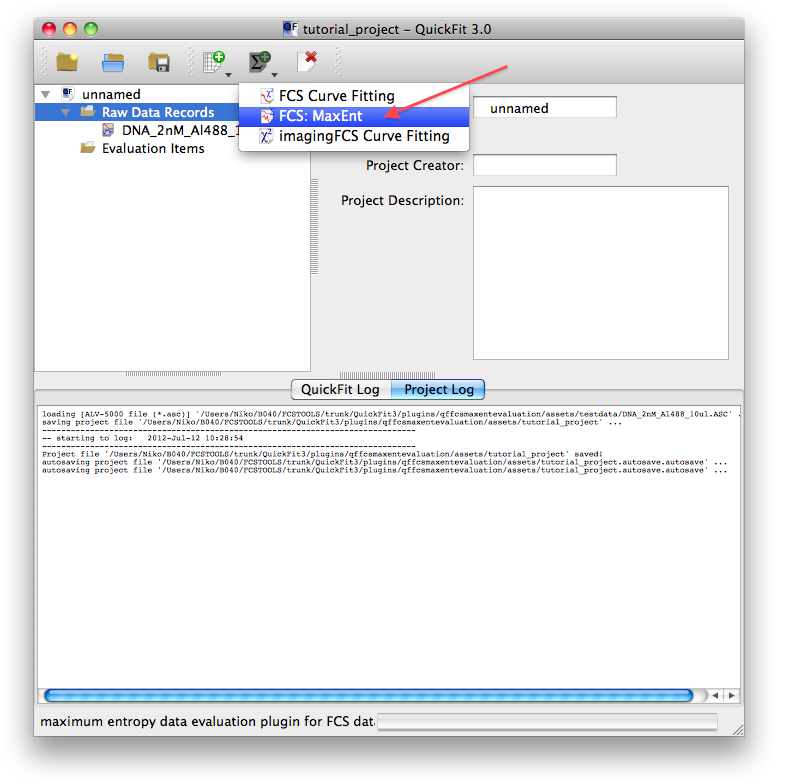 tutorial_project – QuickFit 3.0
unnamed
Raw Data Records
DNA_2nM_Al488_1
Evaluation Items
FCS Curve Fitting
FCS: MaxEnt
imagingFCS Curve Fitting
unnamed
Project Creator:
Project Description:
QuickFit Log
Project Log
loading [ALV-5000 file (*.asc)] '/Users/Niko/B040/FCSTOOLS/trunk/QuickFit3/plugins/qffcsmaxentevaluation/assets/testdata/DNA_2nM_Al488_10ul.ASC' .
saving project file '/Users/Niko/B040/FCSTOOLS/trunk/QuickFit3/plugins/qffcsmaxentevaluation/assets/tutorial_project' ...
--------------------------------------------------------------------------------
-- starting to log:   2012-Jul-12 10:28:54
--------------------------------------------------------------------------------
Project file '/Users/Niko/B040/FCSTOOLS/trunk/QuickFit3/plugins/qffcsmaxentevaluation/assets/tutorial_project' saved!
autosaving project file '/Users/Niko/B040/FCSTOOLS/trunk/QuickFit3/plugins/qffcsmaxentevaluation/assets/tutorial_project.autosave.autosave' ...
autosaving project file '/Users/Niko/B040/FCSTOOLS/trunk/QuickFit3/plugins/qffcsmaxentevaluation/assets/tutorial_project.autosave.autosave' ...
maximum entropy data evaluation plugin for FCS data